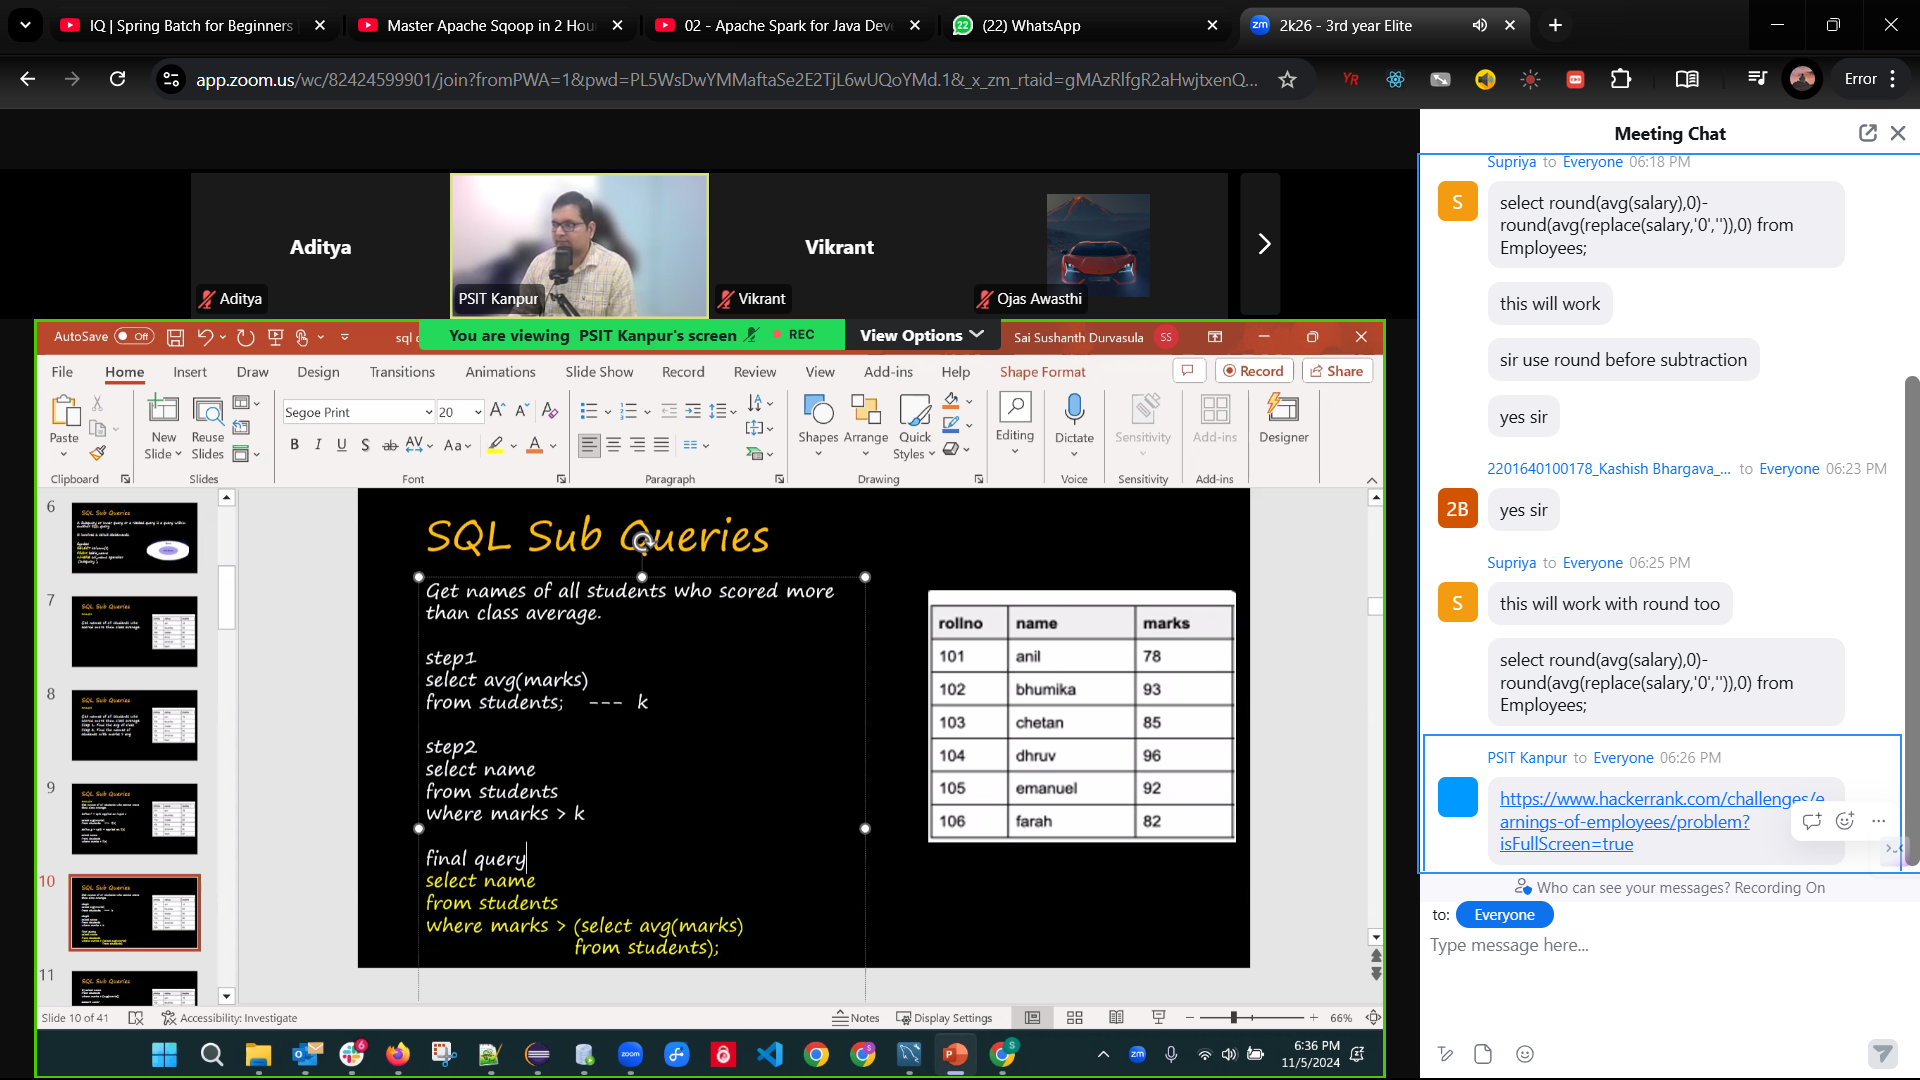 IQ | Spring Batch for Beginners
Master Apache Sqoop in 2 Hou
02 - Apache Spark for Java Deve
(22) WhatsApp
2k26 - 3rd year Elite
app.zoom.us/wc/82424599901/join?fromPWA=1&pwd=PL5WsDwYMMaftaSe2E2TjL6wUQoYMd.1&_x_zm_rtaid=gMAzRlfgR2aHwjtxenQ...
Error
Aditya
Aditya
PSIT Kanpur
Vikrant
Vikrant
Ojas Awasthi
AutoSave Off
sql c
You are viewing PSIT Kanpur's screen
REC
View Options
Sai Sushanth Durvasula SS
File Home Insert Draw Design Transitions Animations Slide Show Record Review View Add-ins Help Shape Format
Record
Share
Segoe Print 20
Paste
New Slide
Reuse Slides
Shapes Arrange Quick Styles
Editing
Dictate
Sensitivity
Add-ins
Designer
Clipboard
Slides
Font
Paragraph
Drawing
Voice
Sensitivity
Add-ins
6
7
8
9
10
11
SQL Sub Queries
Get names of all students who scored more
than class average.
step1
select avg(marks)
from students; --- k
step2
select name
from students
where marks > k
final query
select name
from students
where marks > (select avg(marks)
from students);
rollno name marks
101 anil 78
102 bhumika 93
103 chetan 85
104 dhruv 96
105 emanuel 92
106 farah 82
Slide 10 of 41
Accessibility: Investigate
Notes
Display Settings
66%
6:36 PM
11/5/2024
Meeting Chat
Supriya to Everyone 06:18 PM
S
select round(avg(salary),0)-
round(avg(replace(salary,'0','')),0) from
Employees;
this will work
sir use round before subtraction
yes sir
2201640100178_Kashish Bhargava_... to Everyone 06:23 PM
2B
yes sir
Supriya to Everyone 06:25 PM
S
this will work with round too
select round(avg(salary),0)-
round(avg(replace(salary,'0','')),0) from
Employees;
PSIT Kanpur to Everyone 06:26 PM
https://www.hackerrank.com/challenges/e
arnings-of-employees/problem?
isFullScreen=true
Who can see your messages? Recording On
to: Everyone
Type message here...